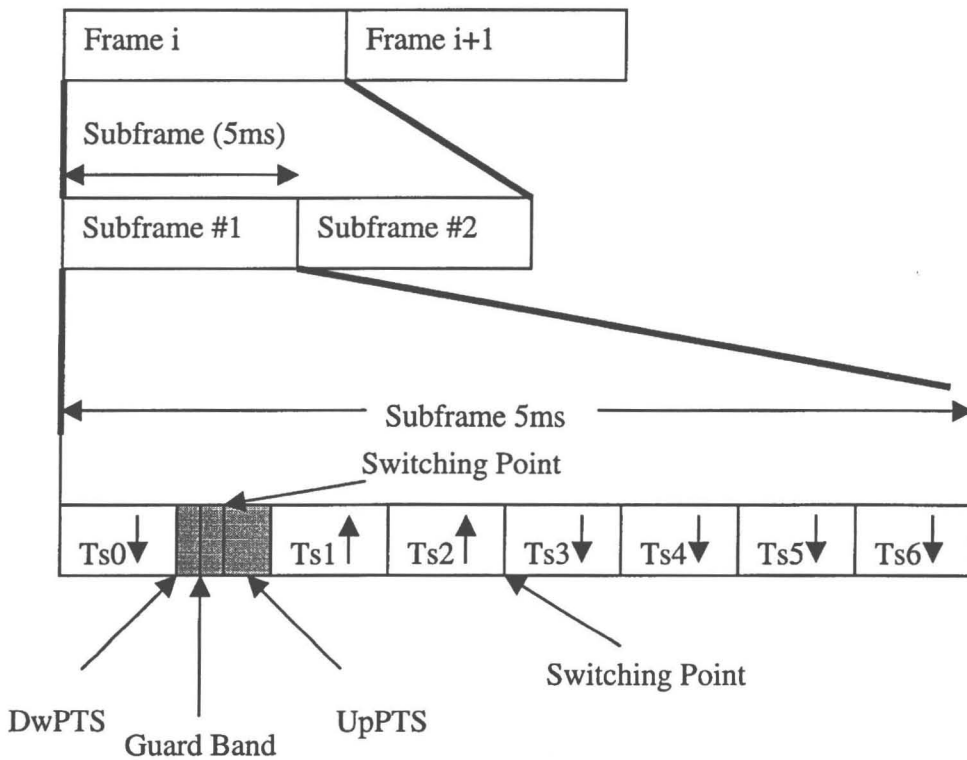 Frame i
Frame i+1
Subframe (5ms)
Subframe #1
Subframe #2
Subframe 5ms
Switching Point
Ts0
Ts1
Ts2
Ts3
Ts4
Ts5
Ts6
Switching Point
DwPTS
UpPTS
Guard Band